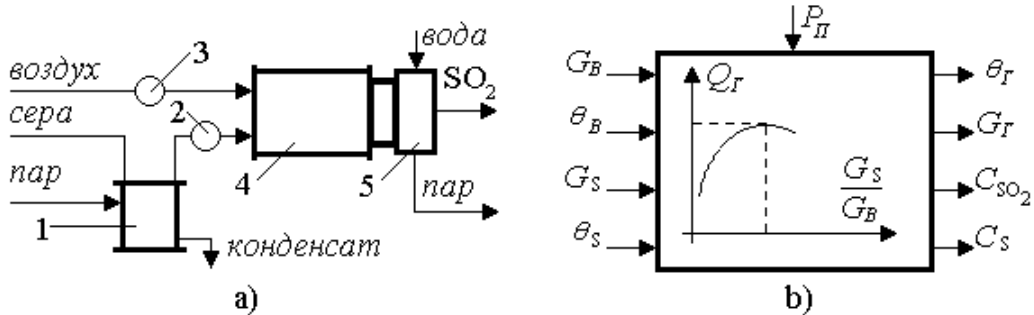 воздух
3
сера
2
пар
1
конденсат
4
5
вода
SO₂
пар
a)
P_П
G_B
θ_B
G_S
θ_S
Q_Г
G_S
G_B
θ_Г
G_Г
C_SO₂
C_S
b)